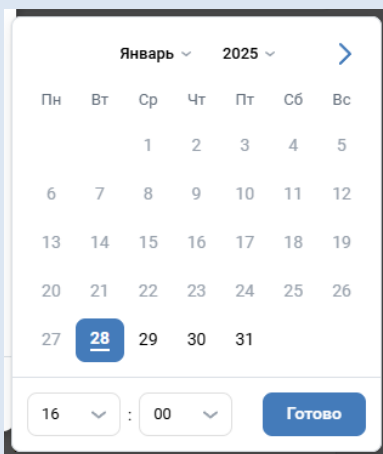 Январь 2025
Пн Вт Ср Чт Пт Сб Вс
1 2 3 4 5
6 7 8 9 10 11 12
13 14 15 16 17 18 19
20 21 22 23 24 25 26
27 28 29 30 31
16 : 00 Готово